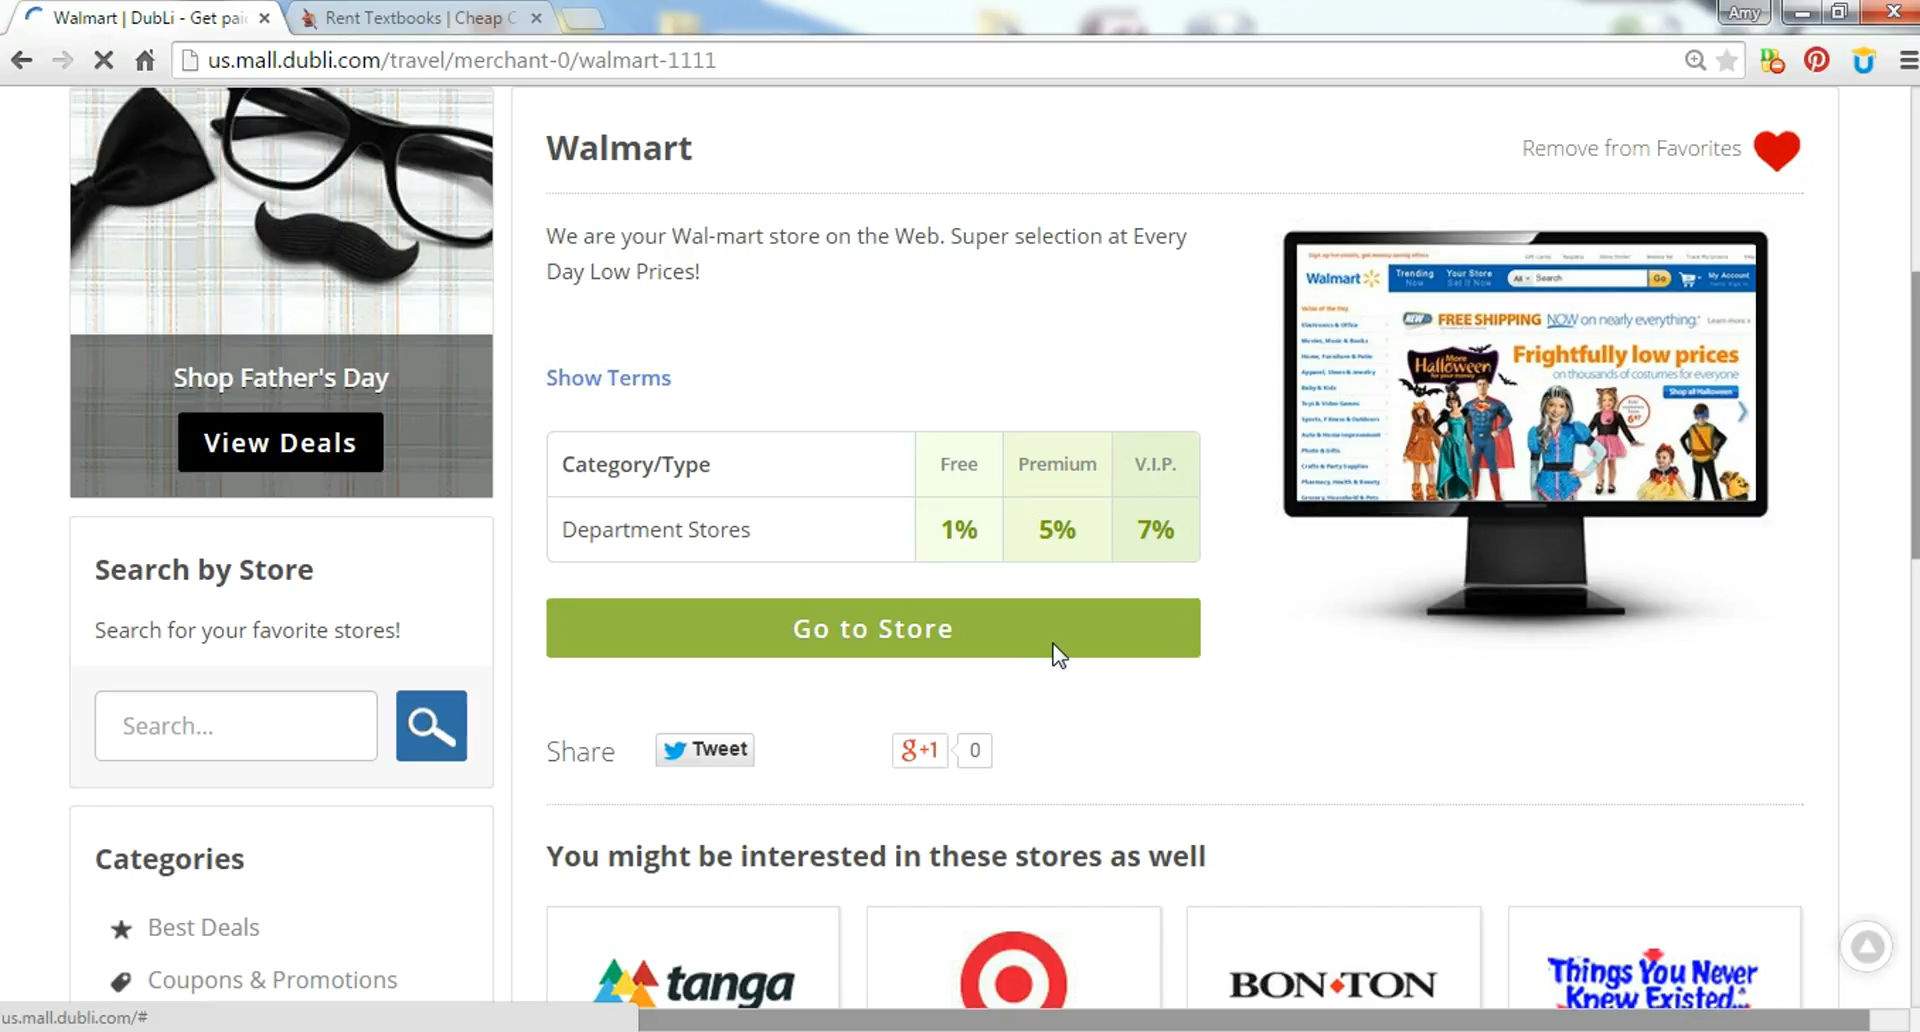 Walmart | DubLi - Get pai
Rent Textbooks | Cheap C
Amy
us.mall.dubli.com/travel/merchant-0/walmart-1111
Shop Father's Day
View Deals
Search by Store
Search for your favorite stores!
Search...
Categories
Best Deals
Coupons & Promotions
Walmart
Remove from Favorites
We are your Wal-mart store on the Web. Super selection at Every
Day Low Prices!
Show Terms
Category/Type Free Premium V.I.P.
Department Stores 1% 5% 7%
Go to Store
Walmart
Trending Now
Your Store
All
Search
Go
My Account
NEW FREE SHIPPING NOW on nearly everything.*
More Halloween for your money
Frightfully low prices
on thousands of costumes for everyone
Shop all Halloween
Share
Tweet
g+1
0
You might be interested in these stores as well
tanga
BON•TON
Things You Never
Knew Existed...
us.mall.dubli.com/#